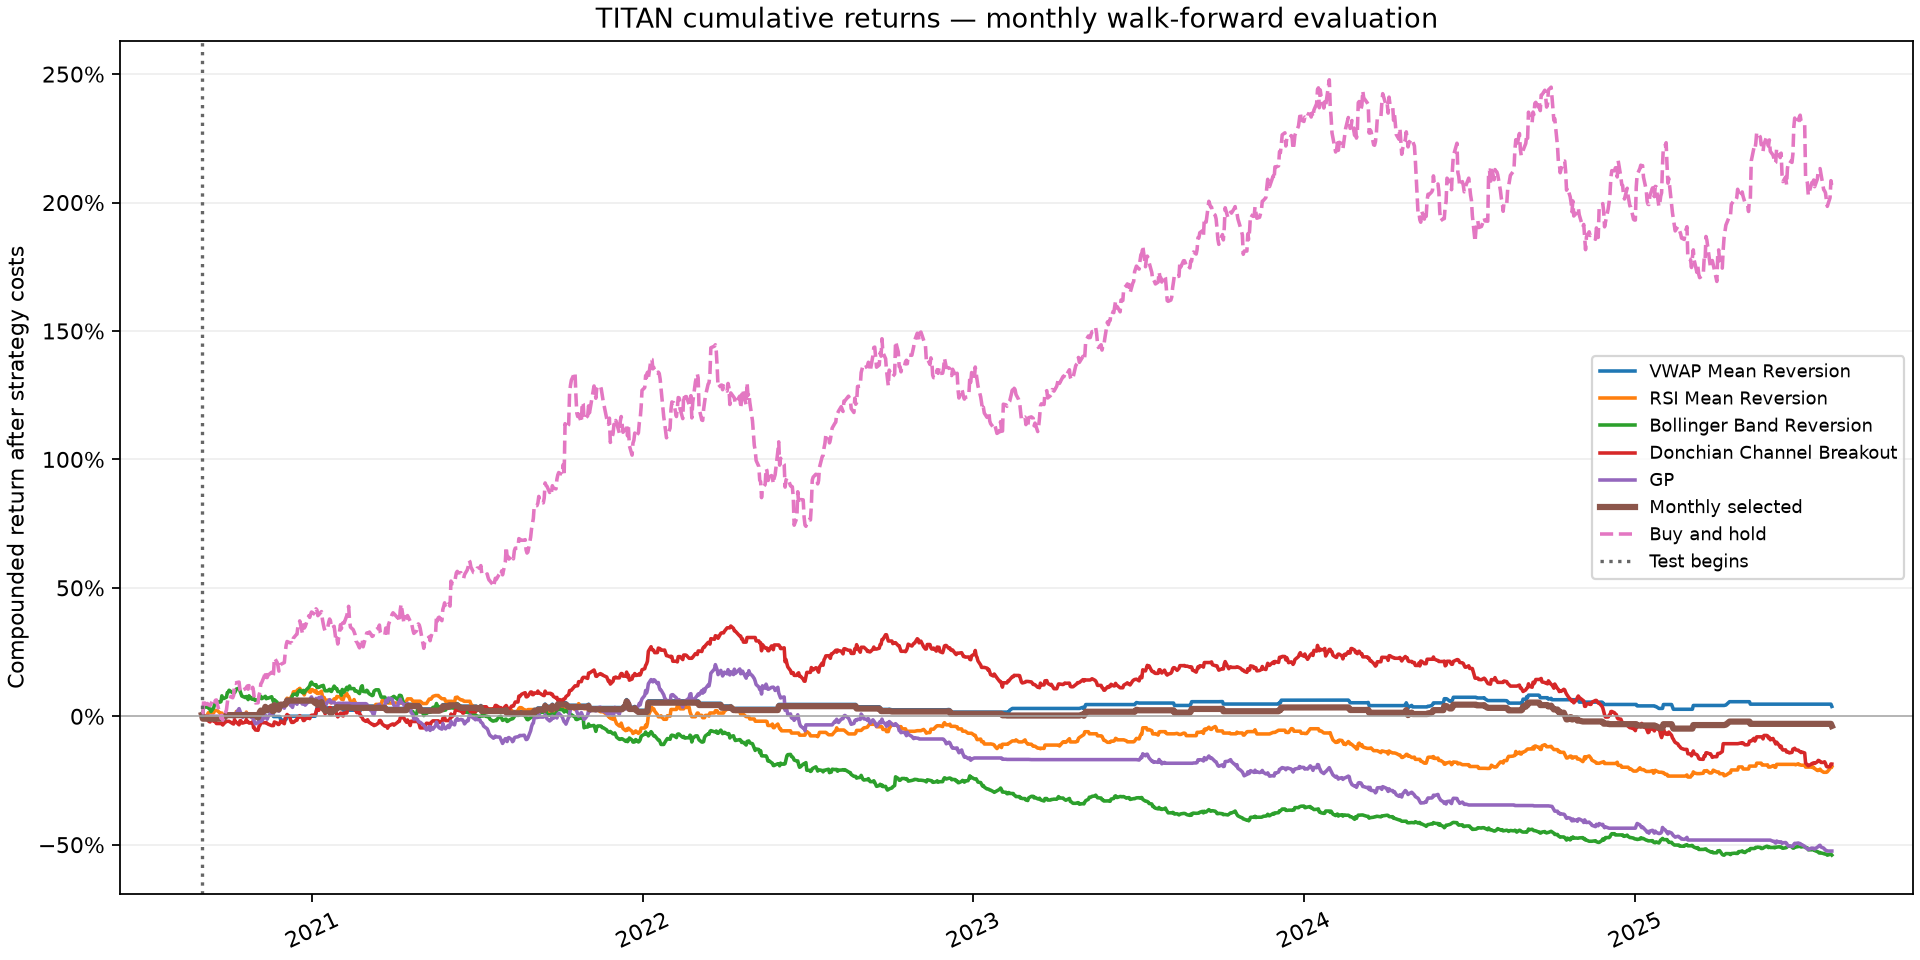 TITAN cumulative returns — monthly walk-forward evaluation
Compounded return after strategy costs
250%
200%
150%
100%
50%
0%
−50%
VWAP Mean Reversion
RSI Mean Reversion
Bollinger Band Reversion
Donchian Channel Breakout
GP
Monthly selected
Buy and hold
Test begins
2021
2022
2023
2024
2025